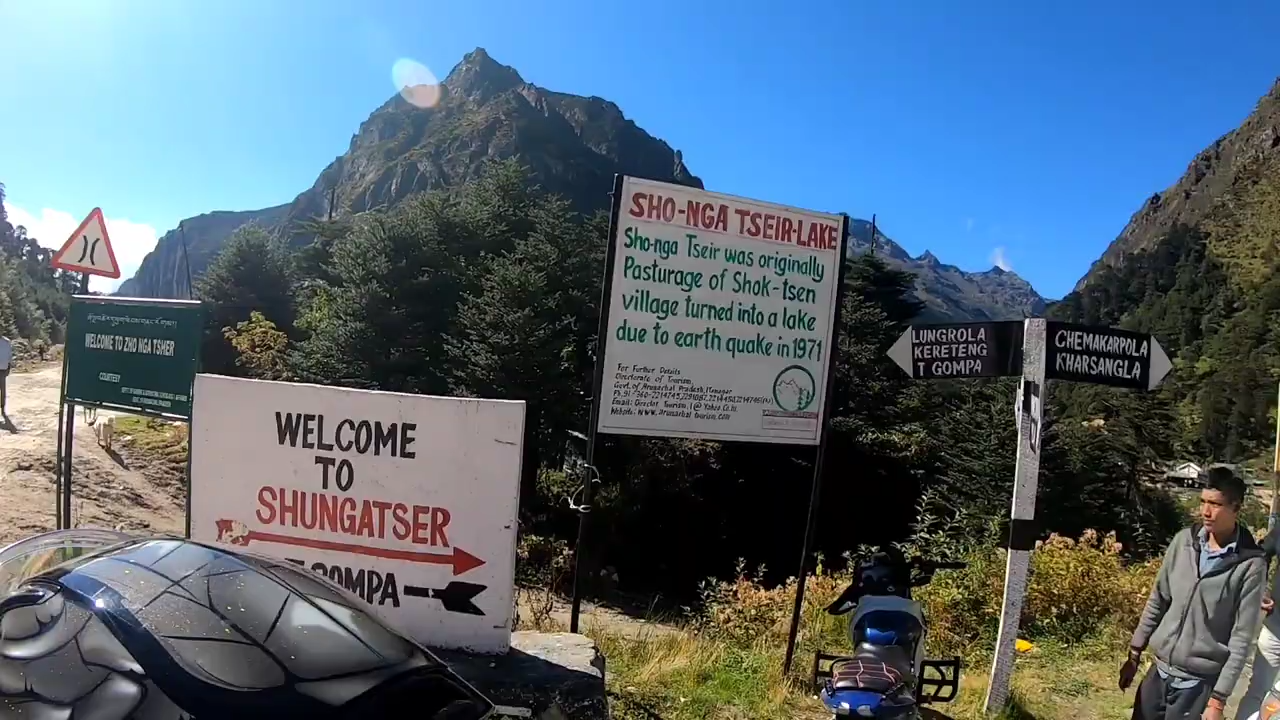 WELCOME TO ZHO NGA TSHER
COURTESY
WELCOME
TO
SHUNGATSER
GOMPA
SHO-NGA TSEIR-LAKE
Sho-nga Tseir was originally
Pasturage of Shok-tsen
village turned into a lake
due to earth quake in 1971
For Further Details
Directorate of Tourism,
Govt. of Arunachal Pradesh, Itanagar
LUNGROLA
KERETENG
T GOMPA
CHEMAKARPOLA
KHARSANGLA